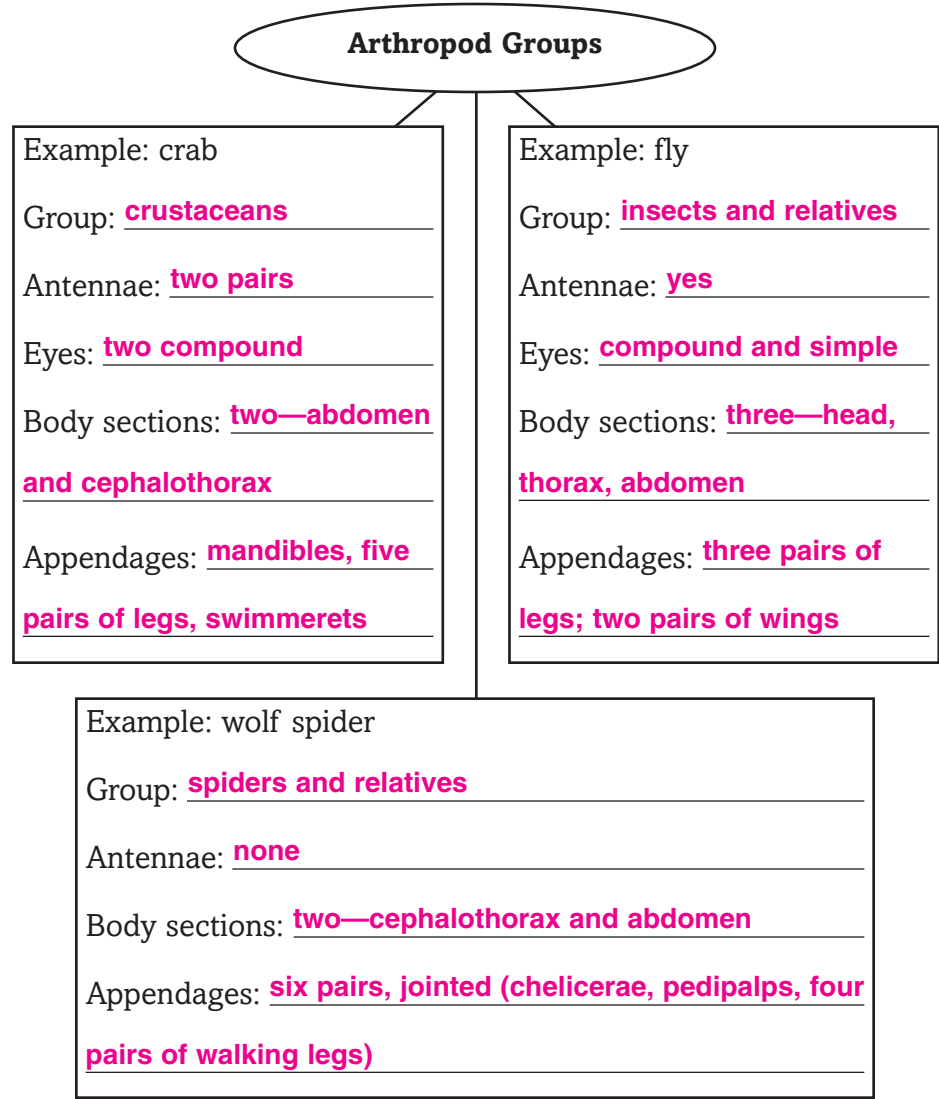 Arthropod Groups
Example: crab
Group: crustaceans
Antennae: two pairs
Eyes: two compound
Body sections: two—abdomen
and cephalothorax
Appendages: mandibles, five
pairs of legs, swimmerets
Example: fly
Group: insects and relatives
Antennae: yes
Eyes: compound and simple
Body sections: three—head,
thorax, abdomen
Appendages: three pairs of
legs; two pairs of wings
Example: wolf spider
Group: spiders and relatives
Antennae: none
Body sections: two—cephalothorax and abdomen
Appendages: six pairs, jointed (chelicerae, pedipalps, four
pairs of walking legs)